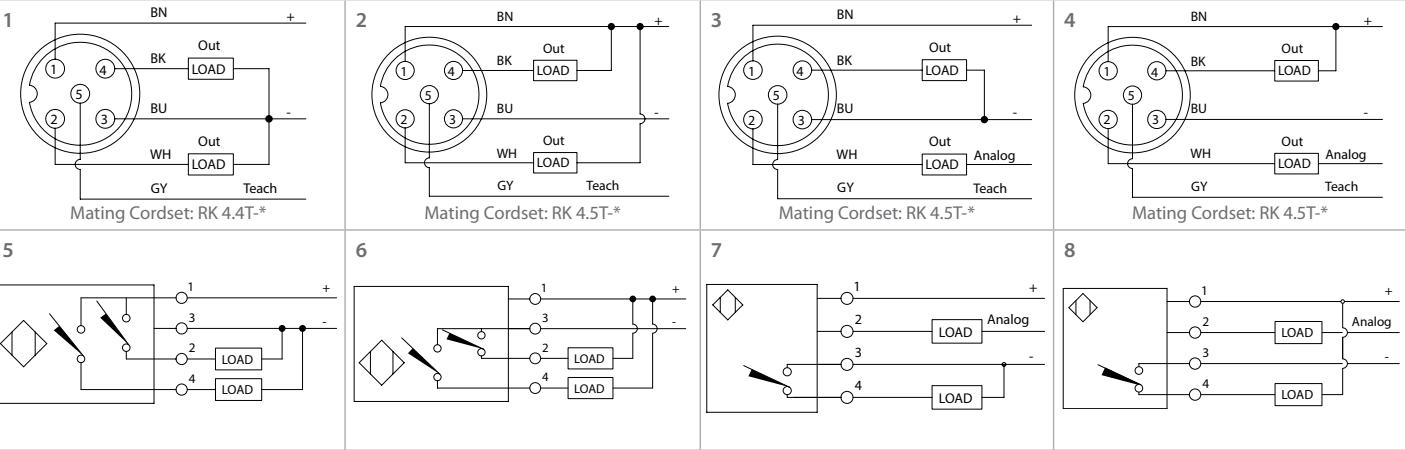 1
BN
+
Out
BK
LOAD
1
4
5
2
3
BU
-
Out
WH
LOAD
GY
Teach
Mating Cordset: RK 4.4T-*
2
BN
+
Out
BK
LOAD
1
4
5
2
3
BU
-
Out
WH
LOAD
GY
Teach
Mating Cordset: RK 4.5T-*
3
BN
+
Out
BK
LOAD
1
4
5
2
3
BU
-
Out
WH
LOAD
Analog
GY
Teach
Mating Cordset: RK 4.5T-*
4
BN
+
Out
BK
LOAD
1
4
5
2
3
BU
-
Out
WH
LOAD
Analog
GY
Teach
Mating Cordset: RK 4.5T-*
5
1
+
3
-
2
LOAD
4
LOAD
6
1
+
3
-
2
LOAD
4
LOAD
7
1
+
2
LOAD
Analog
3
-
4
LOAD
8
1
+
2
LOAD
Analog
3
-
4
LOAD